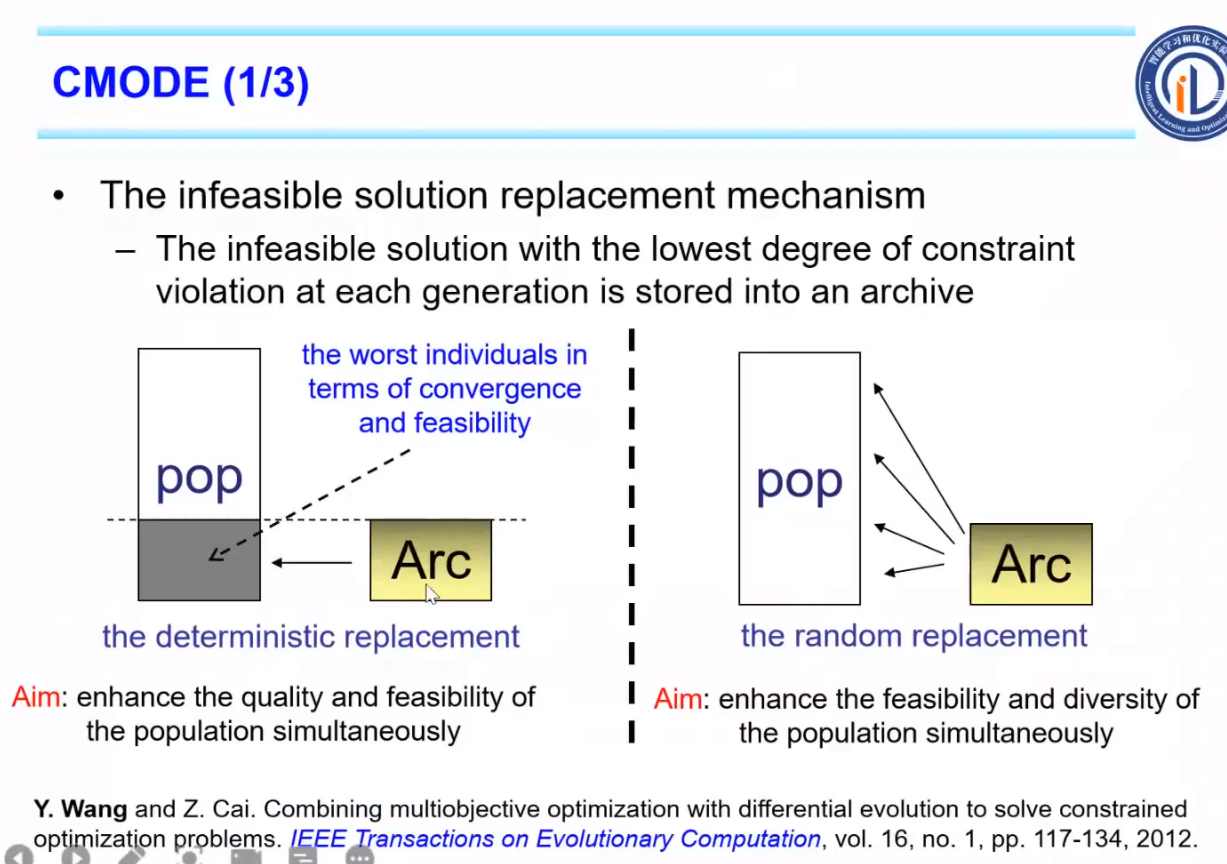 CMODE (1/3)
智能学习和优化实验
Intelligent Learning and Optimiz
• The infeasible solution replacement mechanism
– The infeasible solution with the lowest degree of constraint
violation at each generation is stored into an archive
the worst individuals in
terms of convergence
and feasibility
pop
Arc
the deterministic replacement
Aim: enhance the quality and feasibility of
the population simultaneously
pop
Arc
the random replacement
Aim: enhance the feasibility and diversity of
the population simultaneously
Y. Wang and Z. Cai. Combining multiobjective optimization with differential evolution to solve constrained
optimization problems. IEEE Transactions on Evolutionary Computation, vol. 16, no. 1, pp. 117-134, 2012.